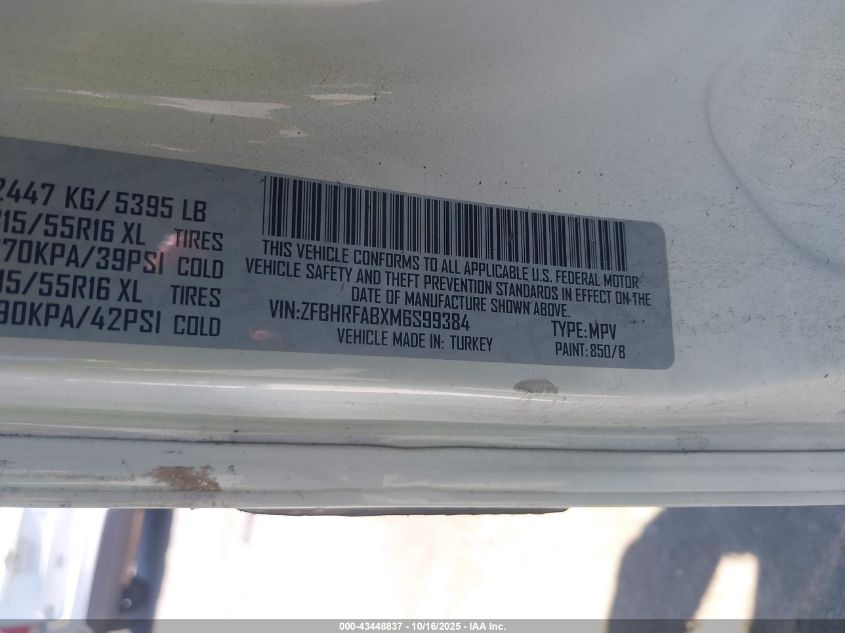 2447 KG/ 5395 LB
15/55R16 XL TIRES
70KPA/39PSI COLD
15/55R16 XL TIRES
90KPA/42PSI COLD
THIS VEHICLE CONFORMS TO ALL APPLICABLE U.S. FEDERAL MOTOR
VEHICLE SAFETY AND THEFT PREVENTION STANDARDS IN EFFECT ON THE
DATE OF MANUFACTURE SHOWN ABOVE.
VIN:ZFBHRFABXM6S99384 TYPE:MPV
VEHICLE MADE IN: TURKEY PAINT: 850/B
000-43448837 - 10/16/2025 - IAA Inc.